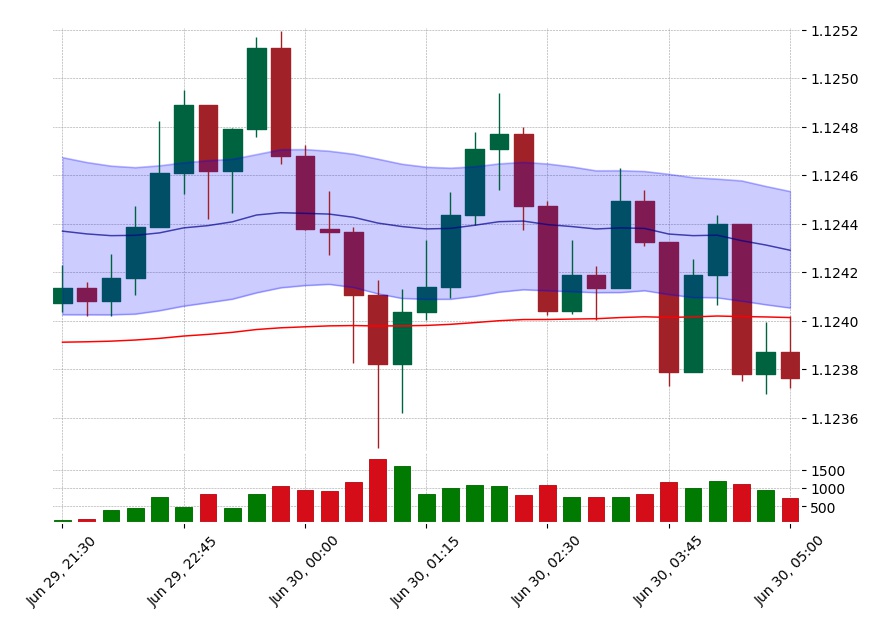 1.1252
1.1250
1.1248
1.1246
1.1244
1.1242
1.1240
1.1238
1.1236
1500
1000
500
Jun 29, 21:30
Jun 29, 22:45
Jun 30, 00:00
Jun 30, 01:15
Jun 30, 02:30
Jun 30, 03:45
Jun 30, 05:00